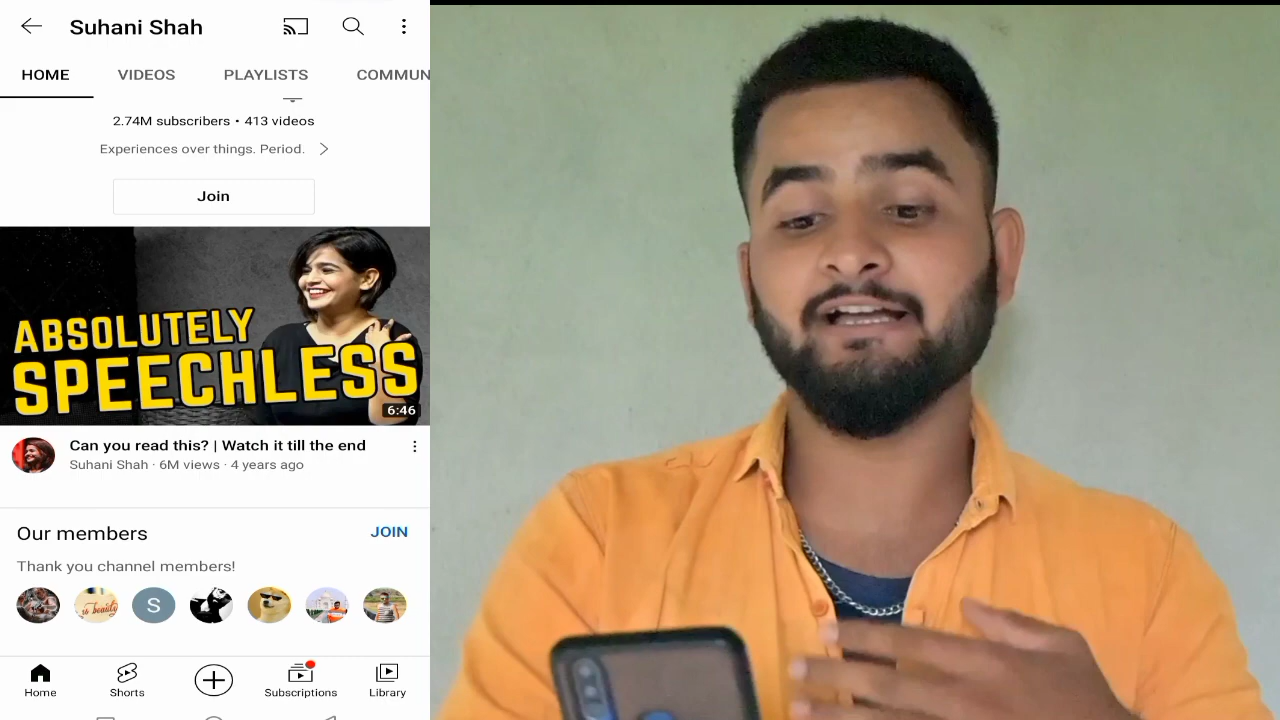 Suhani Shah
HOME VIDEOS PLAYLISTS COMMUN
2.74M subscribers • 413 videos
Experiences over things. Period.
Join
ABSOLUTELY
SPEECHLESS
6:46
Can you read this? | Watch it till the end
Suhani Shah · 6M views · 4 years ago
Our members JOIN
Thank you channel members!
so beauty
S
Home Shorts Subscriptions Library